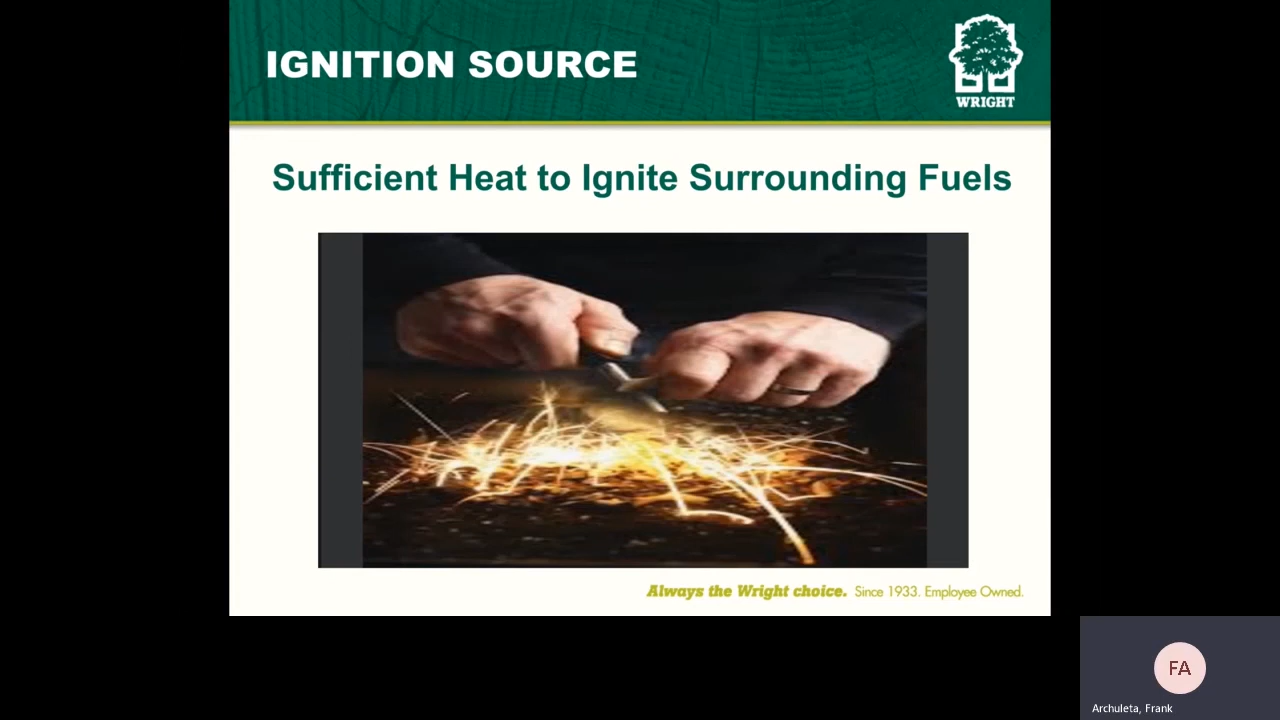 IGNITION SOURCE
WRIGHT
Sufficient Heat to Ignite Surrounding Fuels
Always the Wright choice. Since 1933. Employee Owned.
FA
Archuleta, Frank